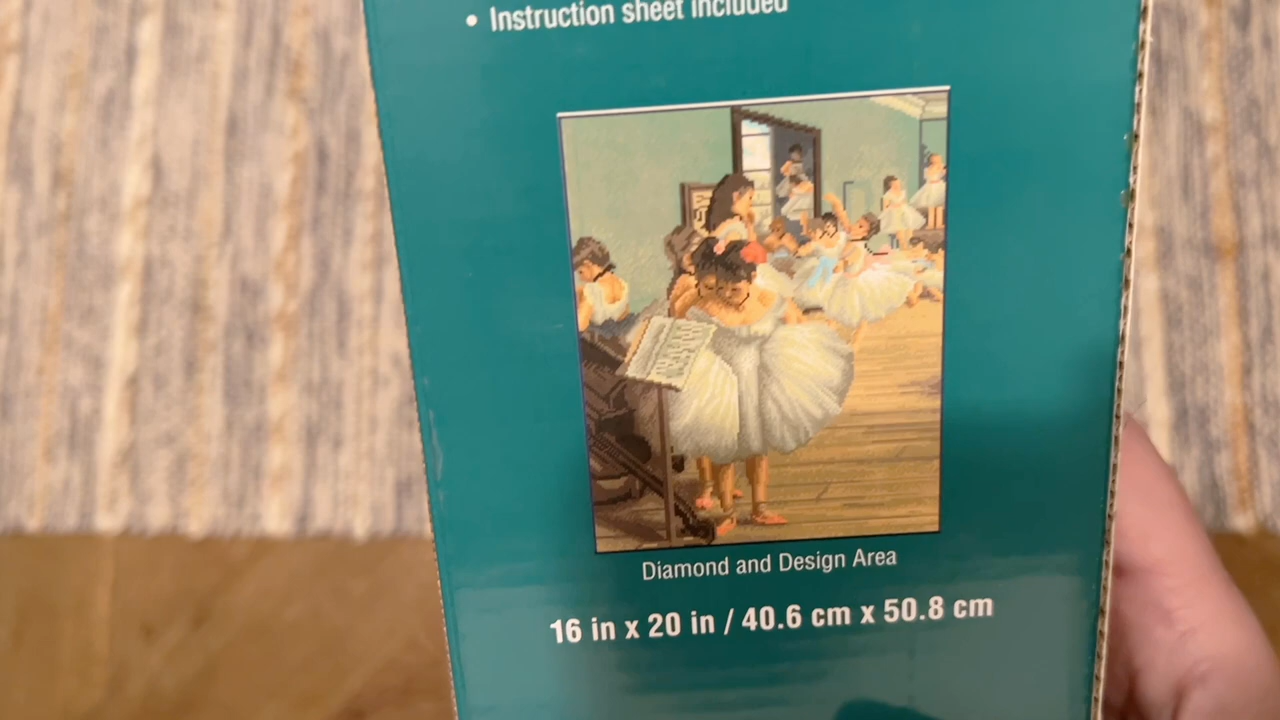 • Instruction sheet included
Diamond and Design Area
16 in x 20 in / 40.6 cm x 50.8 cm